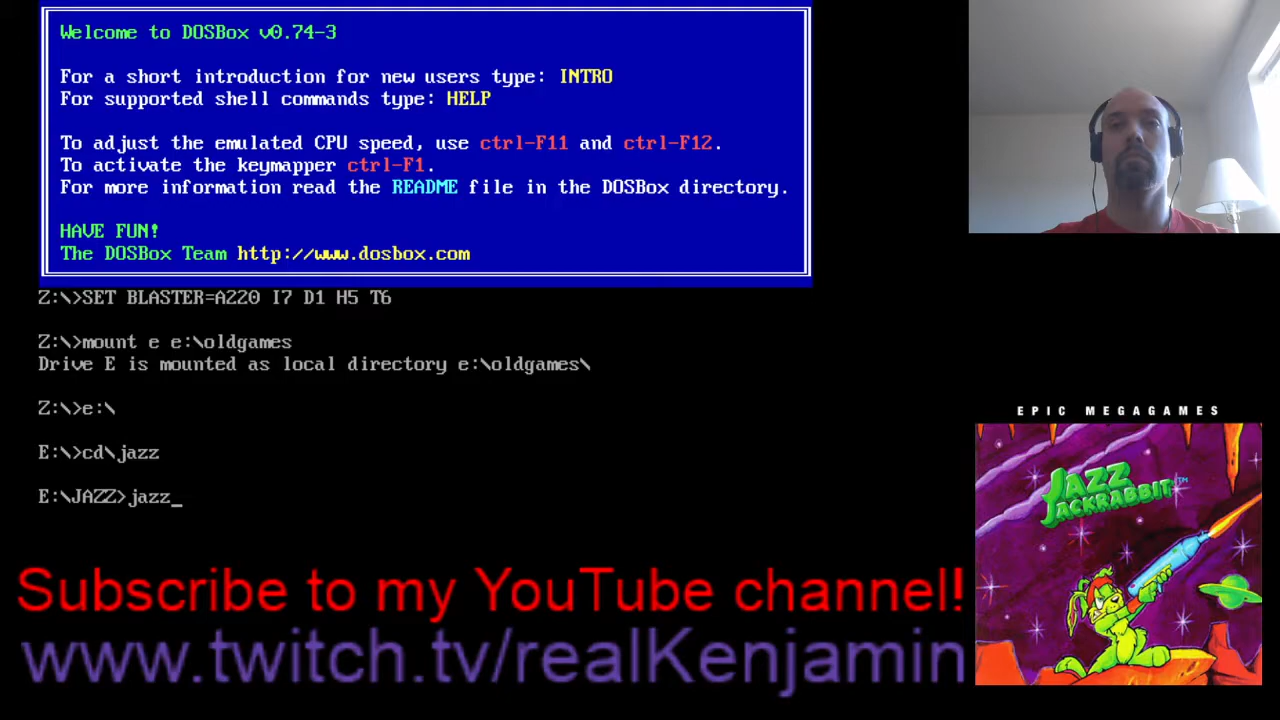 Welcome to DOSBox v0.74-3
For a short introduction for new users type: INTRO
For supported shell commands type: HELP
To adjust the emulated CPU speed, use ctrl-F11 and ctrl-F12.
To activate the keymapper ctrl-F1.
For more information read the README file in the DOSBox directory.
HAVE FUN!
The DOSBox Team http://www.dosbox.com
Z:\>SET BLASTER=A220 I7 D1 H5 T6
Z:\>mount e e:\oldgames
Drive E is mounted as local directory e:\oldgames\
Z:\>e:\
E:\>cd\jazz
E:\JAZZ>jazz_
EPIC MEGAGAMES
JAZZ
JACKRABBIT™
Subscribe to my YouTube channel!
www.twitch.tv/realKenjamin